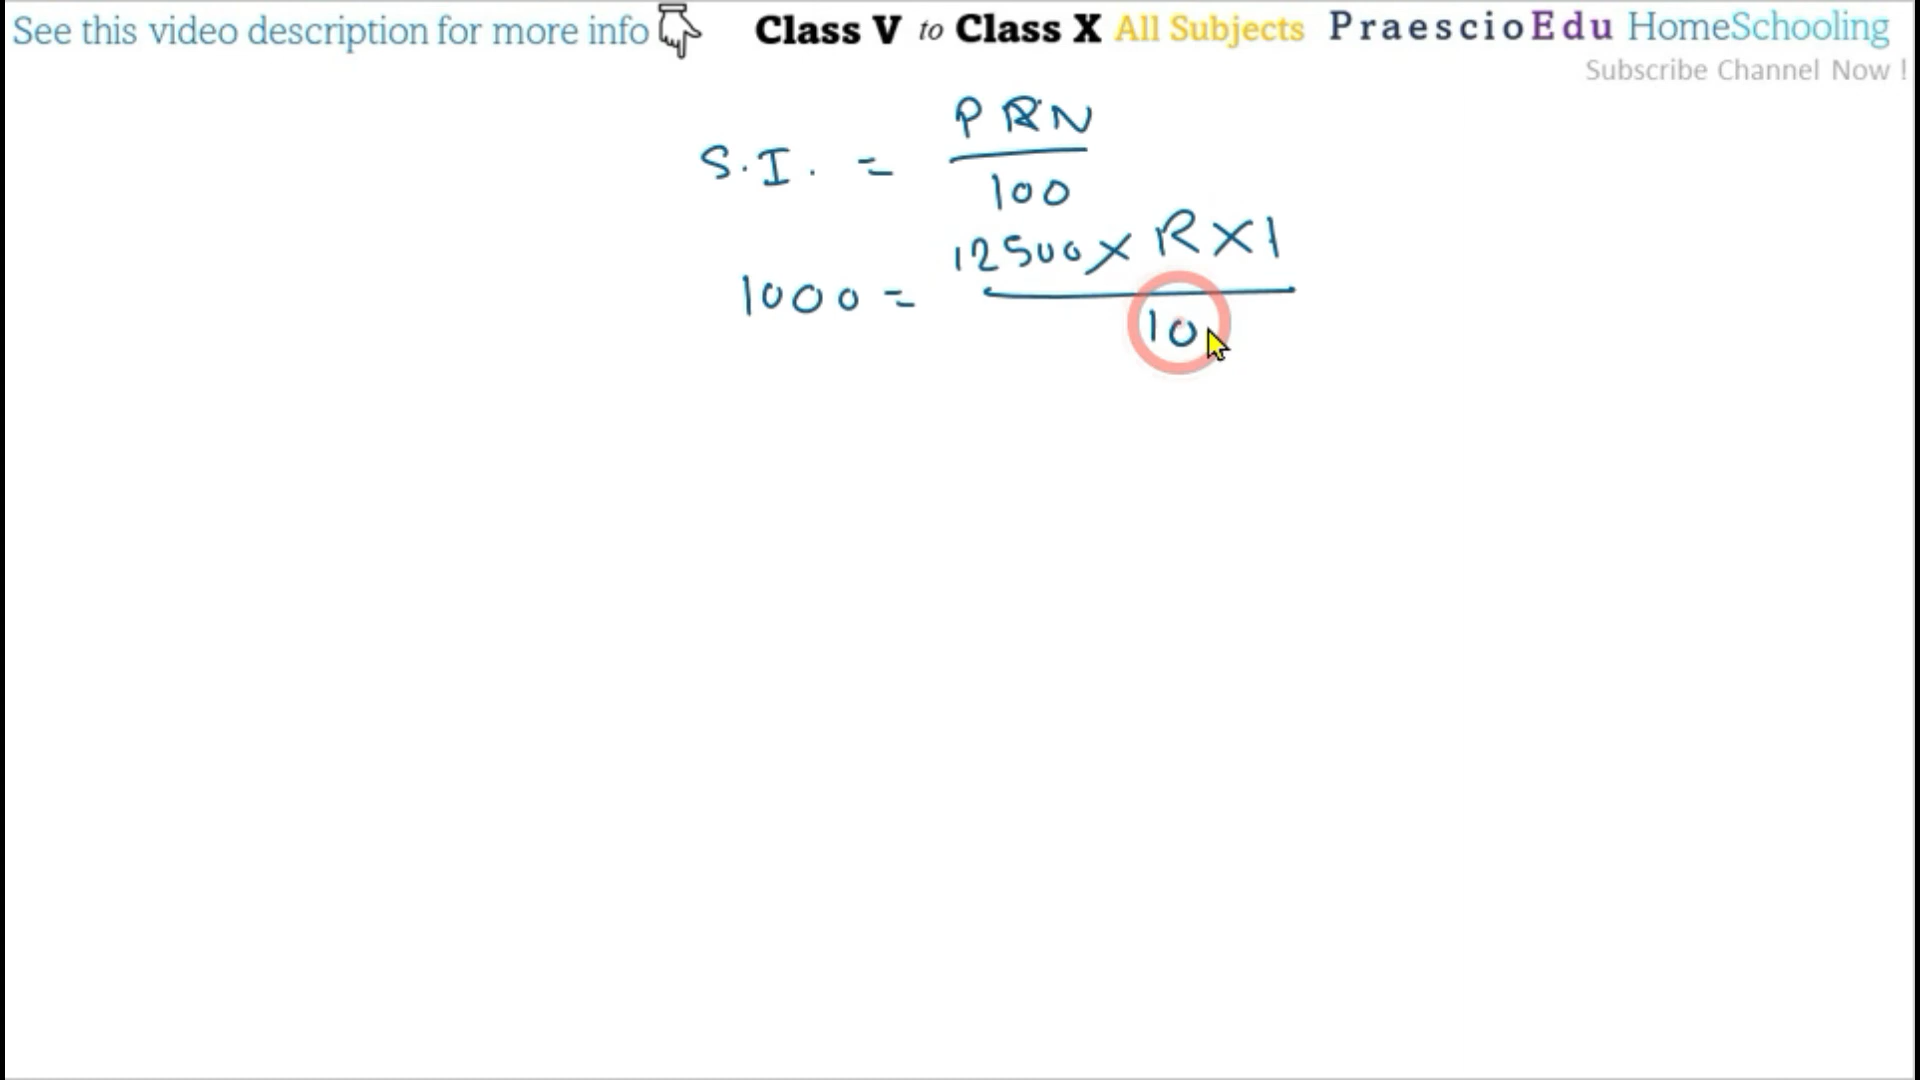 See this video description for more info Class V to Class X All Subjects PraescioEdu HomeSchooling
Subscribe Channel Now !
S.I. = PRN
100
1000 = 12500 X R X 1
10